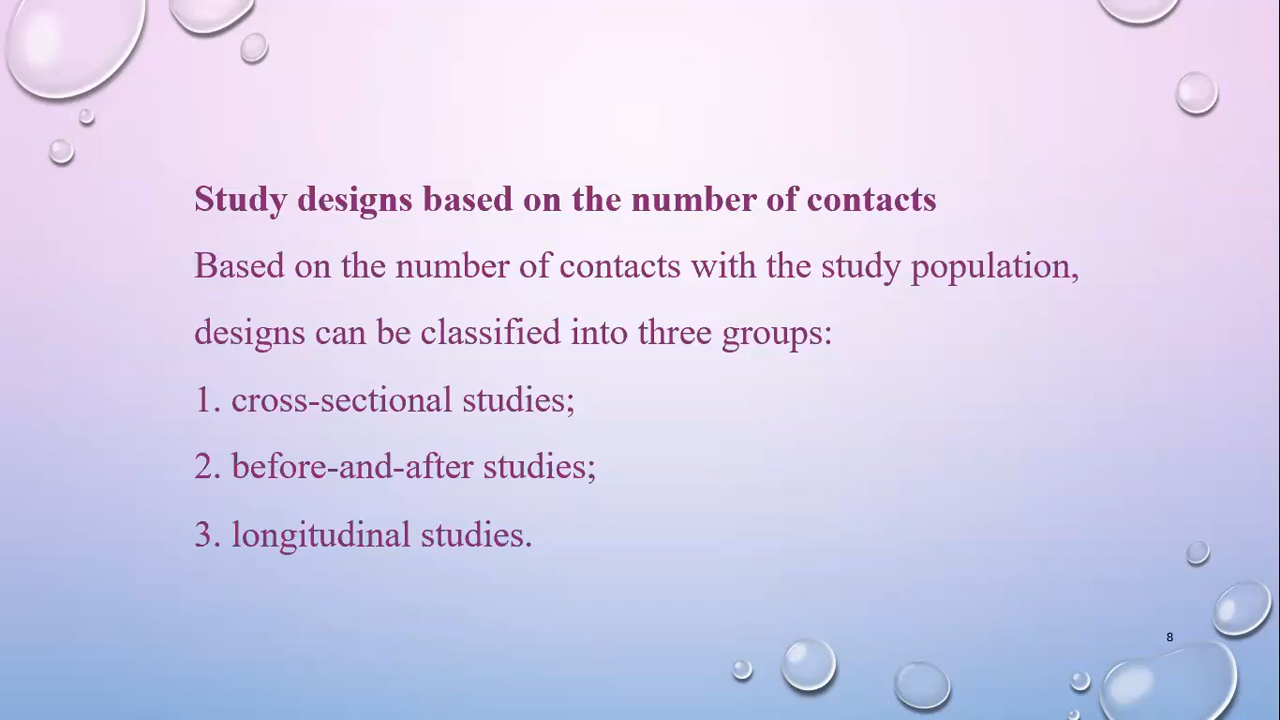 Study designs based on the number of contacts
Based on the number of contacts with the study population,
designs can be classified into three groups:
1. cross-sectional studies;
2. before-and-after studies;
3. longitudinal studies.
8